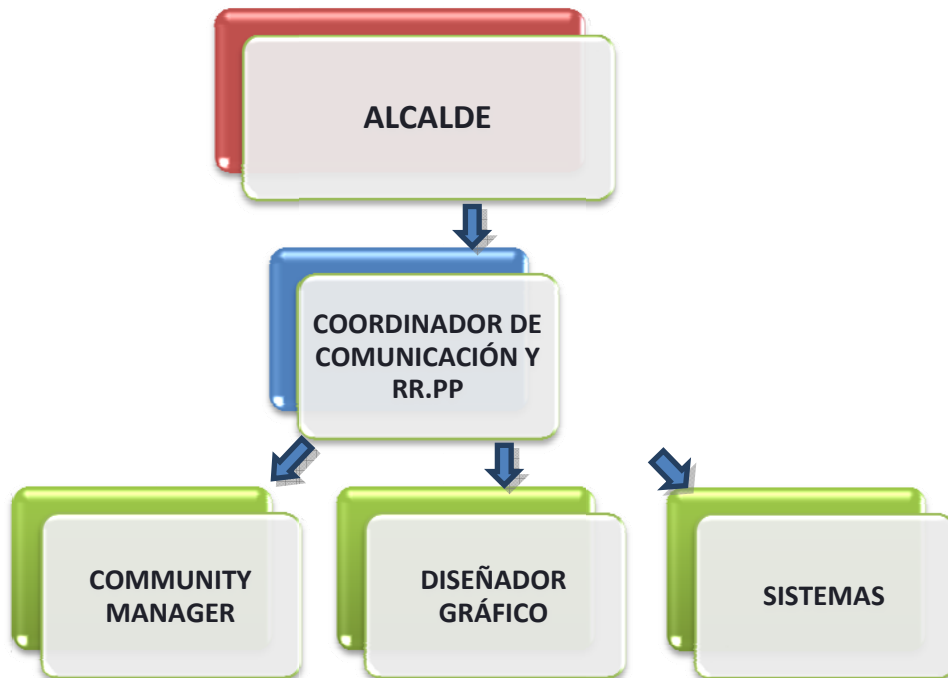 ALCALDE
COORDINADOR DE
COMUNICACIÓN Y
RR.PP
COMMUNITY
MANAGER
DISEÑADOR
GRÁFICO
SISTEMAS